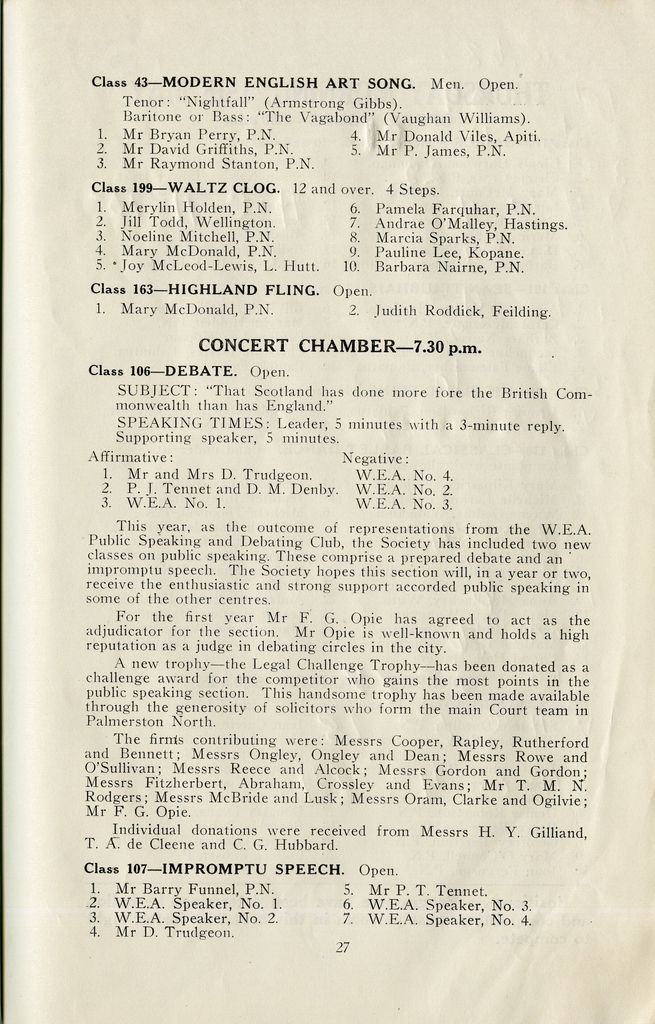 Class 43—MODERN ENGLISH ART SONG. Men. Open.
Tenor: "Nightfall" (Armstrong Gibbs).
Baritone or Bass: "The Vagabond" (Vaughan Williams).
1. Mr Bryan Perry, P.N.
2. Mr David Griffiths, P.N.
3. Mr Raymond Stanton, P.N.
4. Mr Donald Viles, Apiti.
5. Mr P. James, P.N.
Class 199—WALTZ CLOG. 12 and over. 4 Steps.
1. Merylin Holden, P.N.
2. Jill Todd, Wellington.
3. Noeline Mitchell, P.N.
4. Mary McDonald, P.N.
5. *Joy McLeod-Lewis, L. Hutt.
6. Pamela Farquhar, P.N.
7. Andrae O'Malley, Hastings.
8. Marcia Sparks, P.N.
9. Pauline Lee, Kopane.
10. Barbara Nairne, P.N.
Class 163—HIGHLAND FLING. Open.
1. Mary McDonald, P.N.
2. Judith Roddick, Feilding.
CONCERT CHAMBER—7.30 p.m.
Class 106—DEBATE. Open.
SUBJECT: "That Scotland has done more fore the British Com-
monwealth than has England."
SPEAKING TIMES: Leader, 5 minutes with a 3-minute reply.
Supporting speaker, 5 minutes.
Affirmative: Negative:
1. Mr and Mrs D. Trudgeon. W.E.A. No. 4.
2. P. J. Tennet and D. M. Denby. W.E.A. No. 2.
3. W.E.A. No. 1. W.E.A. No. 3.
This year, as the outcome of representations from the W.E.A.
Public Speaking and Debating Club, the Society has included two new
classes on public speaking. These comprise a prepared debate and an
impromptu speech. The Society hopes this section will, in a year or two,
receive the enthusiastic and strong support accorded public speaking in
some of the other centres.
For the first year Mr F. G. Opie has agreed to act as the
adjudicator for the section. Mr Opie is well-known and holds a high
reputation as a judge in debating circles in the city.
A new trophy—the Legal Challenge Trophy—has been donated as a
challenge award for the competitor who gains the most points in the
public speaking section. This handsome trophy has been made available
through the generosity of solicitors who form the main Court team in
Palmerston North.
The firms contributing were: Messrs Cooper, Rapley, Rutherford
and Bennett; Messrs Ongley, Ongley and Dean; Messrs Rowe and
O'Sullivan; Messrs Reece and Alcock; Messrs Gordon and Gordon;
Messrs Fitzherbert, Abraham, Crossley and Evans; Mr T. M. N.
Rodgers; Messrs McBride and Lusk; Messrs Oram, Clarke and Ogilvie;
Mr F. G. Opie.
Individual donations were received from Messrs H. Y. Gilliand,
T. A. de Cleene and C. G. Hubbard.
Class 107—IMPROMPTU SPEECH. Open.
1. Mr Barry Funnel, P.N.
2. W.E.A. Speaker, No. 1.
3. W.E.A. Speaker, No. 2.
4. Mr D. Trudgeon.
5. Mr P. T. Tennet.
6. W.E.A. Speaker, No. 3.
7. W.E.A. Speaker, No. 4.
27